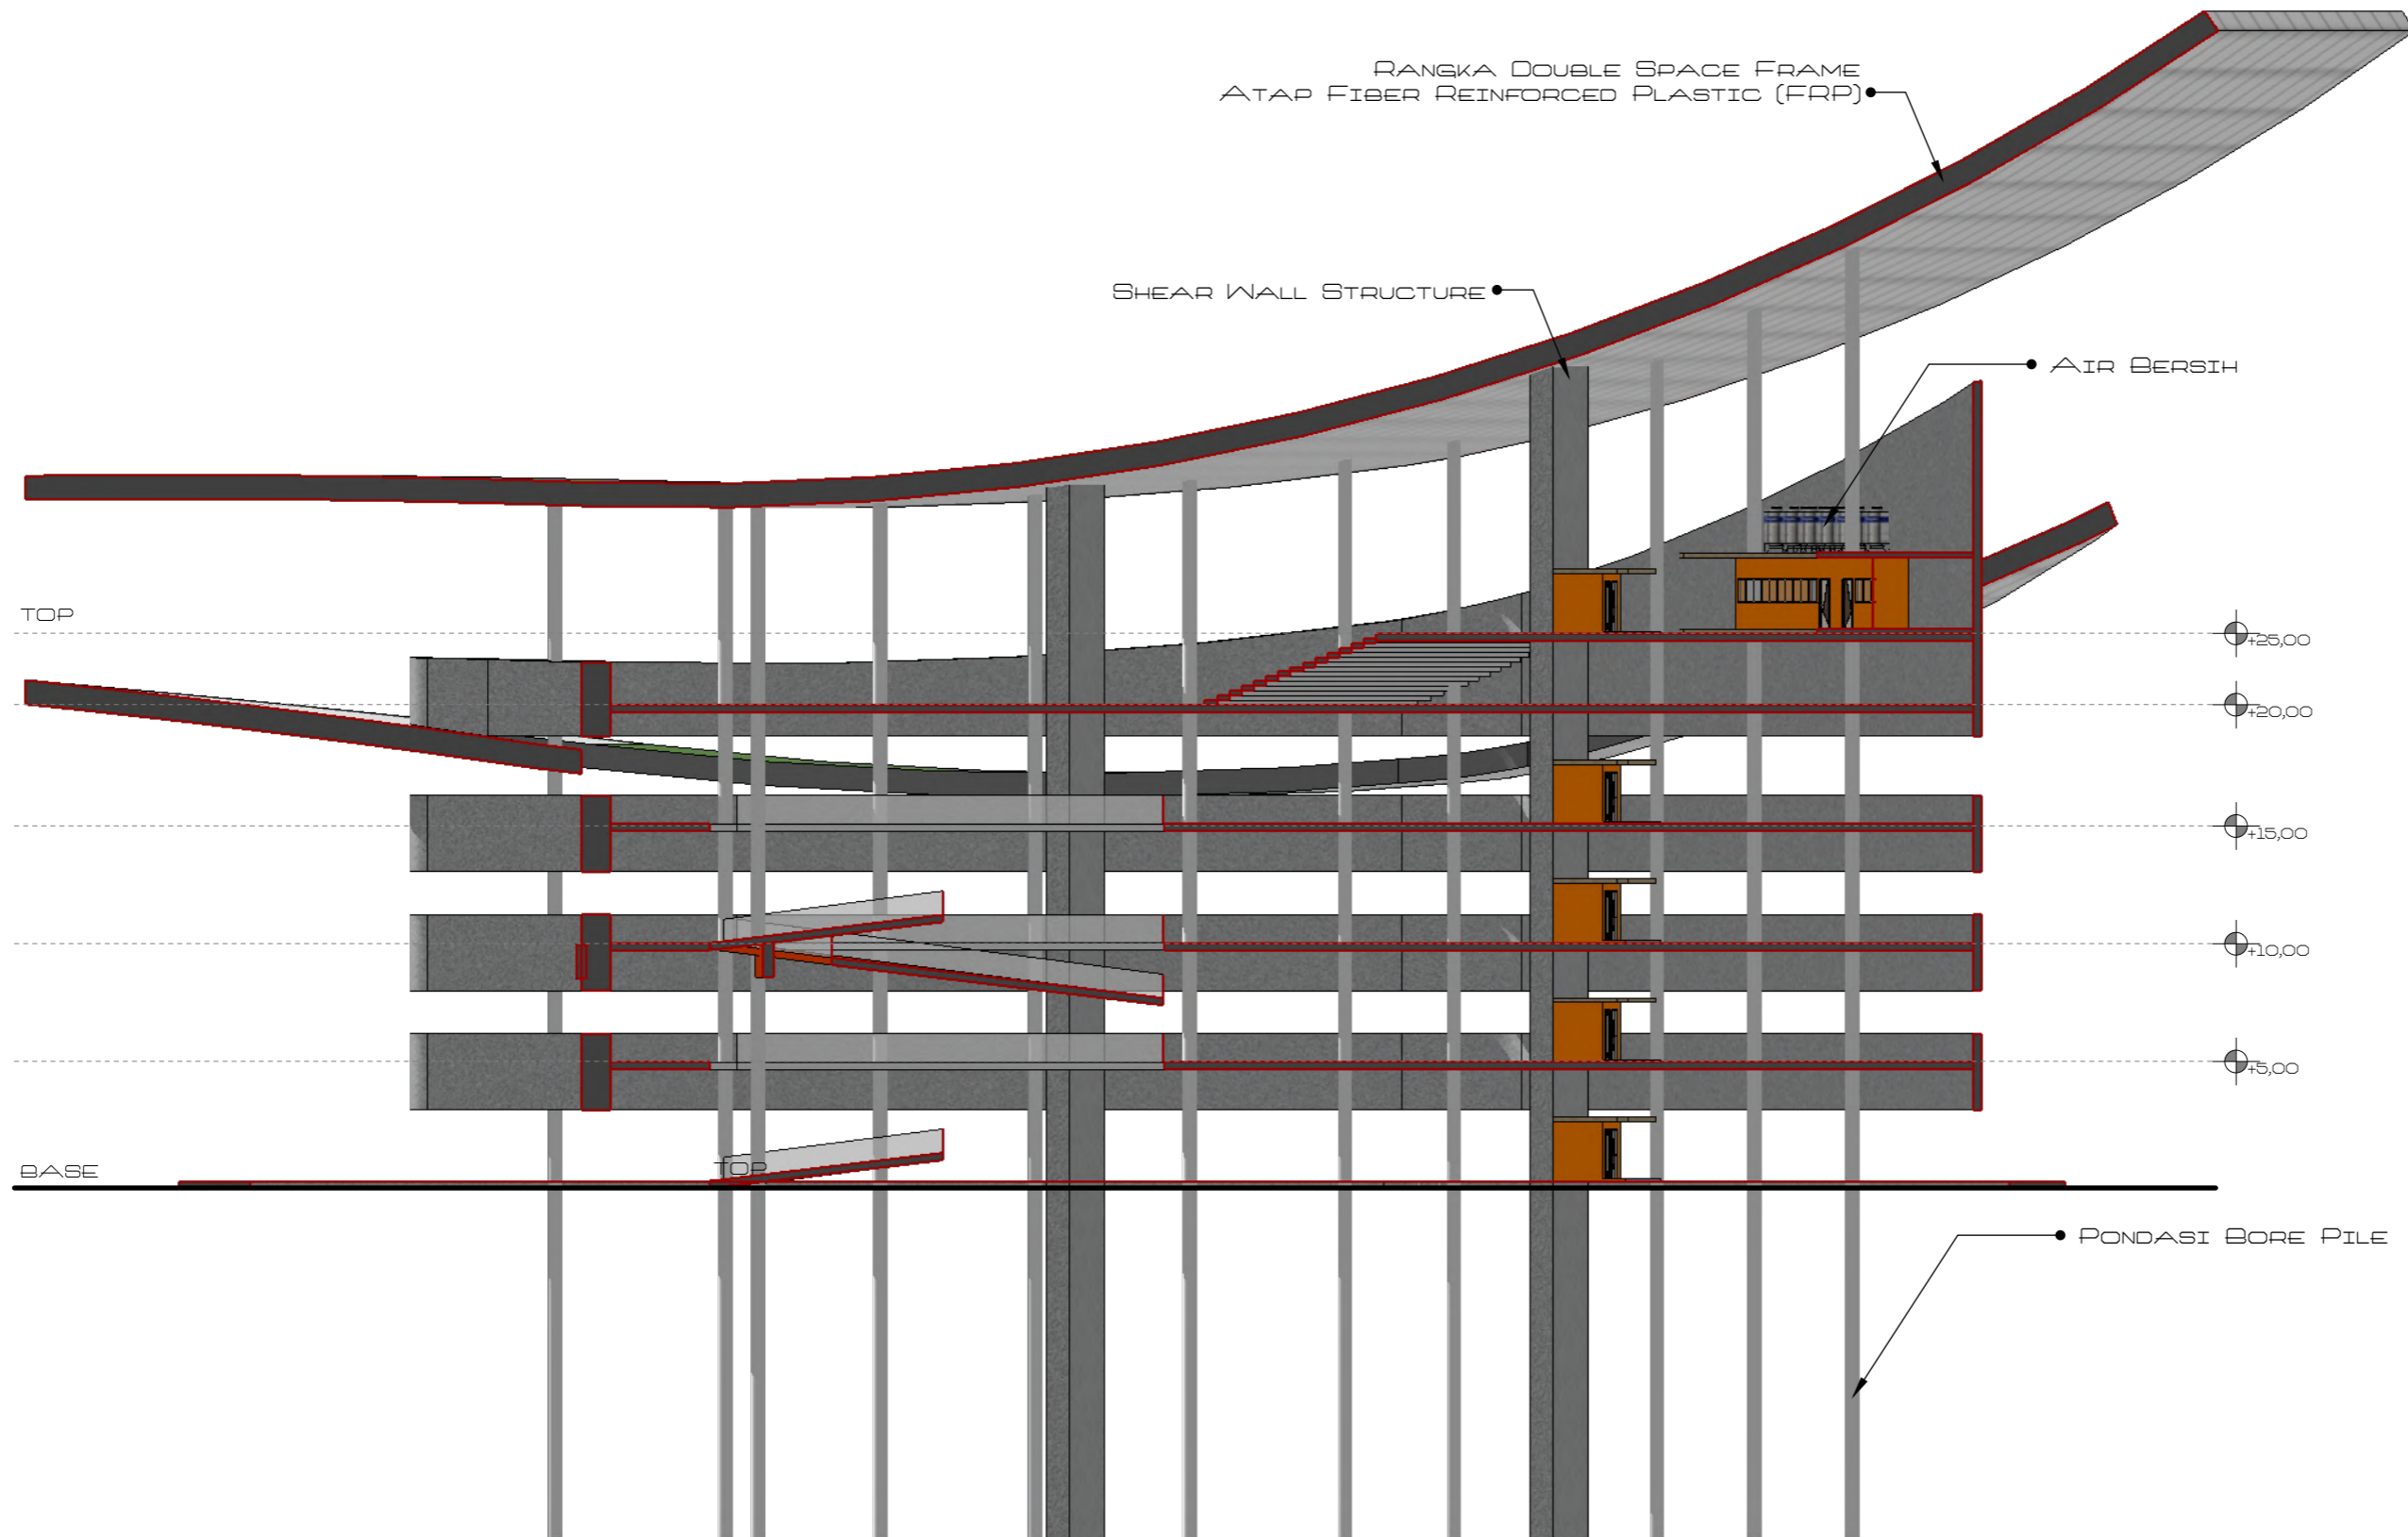 RANGKA DOUBLE SPACE FRAME
ATAP FIBER REINFORCED PLASTIC (FRP)
SHEAR WALL STRUCTURE
AIR BERSIH
TOP
+25,00
+20,00
+15,00
+10,00
+5,00
BASE
TOP
PONDASI BORE PILE